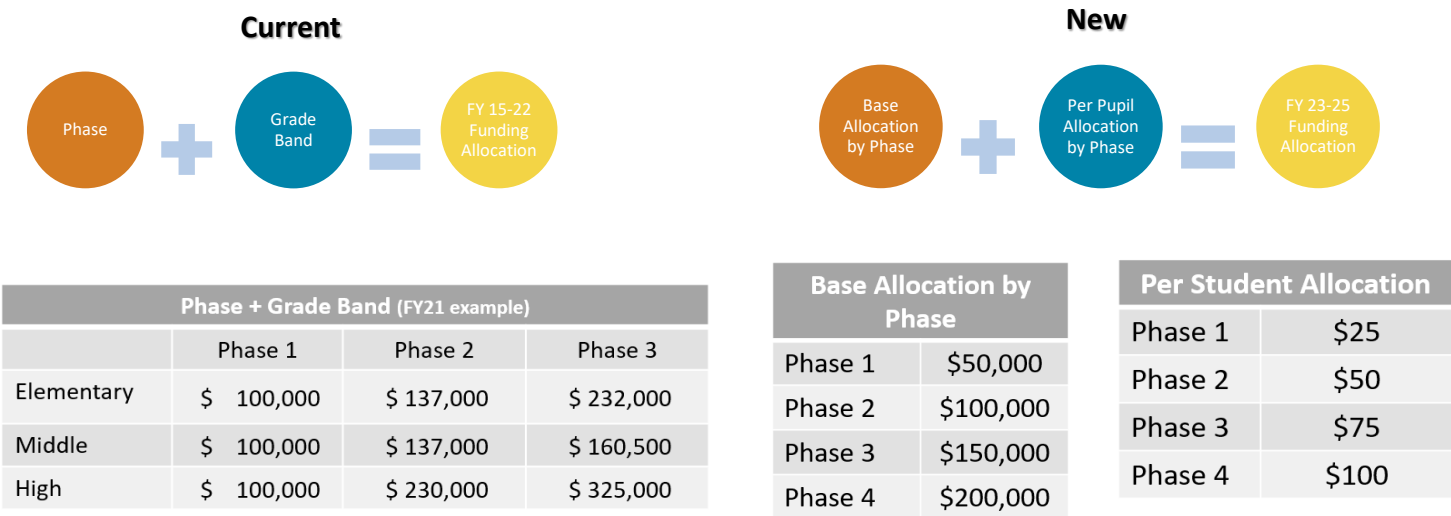 Current
Phase
Grade
Band
FY 15-22
Funding
Allocation
Phase + Grade Band (FY21 example)
Phase 1 Phase 2 Phase 3
Elementary $ 100,000 $ 137,000 $ 232,000
Middle $ 100,000 $ 137,000 $ 160,500
High $ 100,000 $ 230,000 $ 325,000
New
Base
Allocation
by Phase
Per Pupil
Allocation
by Phase
FY 23-25
Funding
Allocation
Base Allocation by
Phase
Phase 1 $50,000
Phase 2 $100,000
Phase 3 $150,000
Phase 4 $200,000
Per Student Allocation
Phase 1 $25
Phase 2 $50
Phase 3 $75
Phase 4 $100